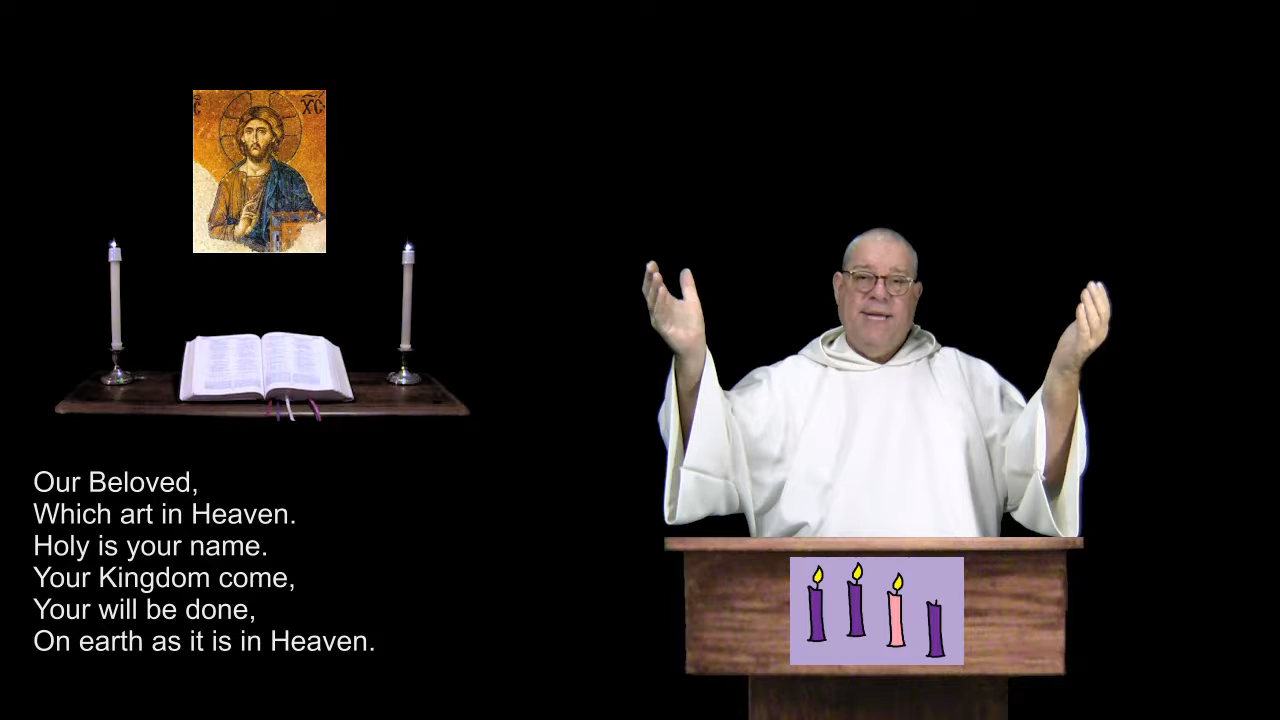 Our Beloved,
Which art in Heaven.
Holy is your name.
Your Kingdom come,
Your will be done,
On earth as it is in Heaven.